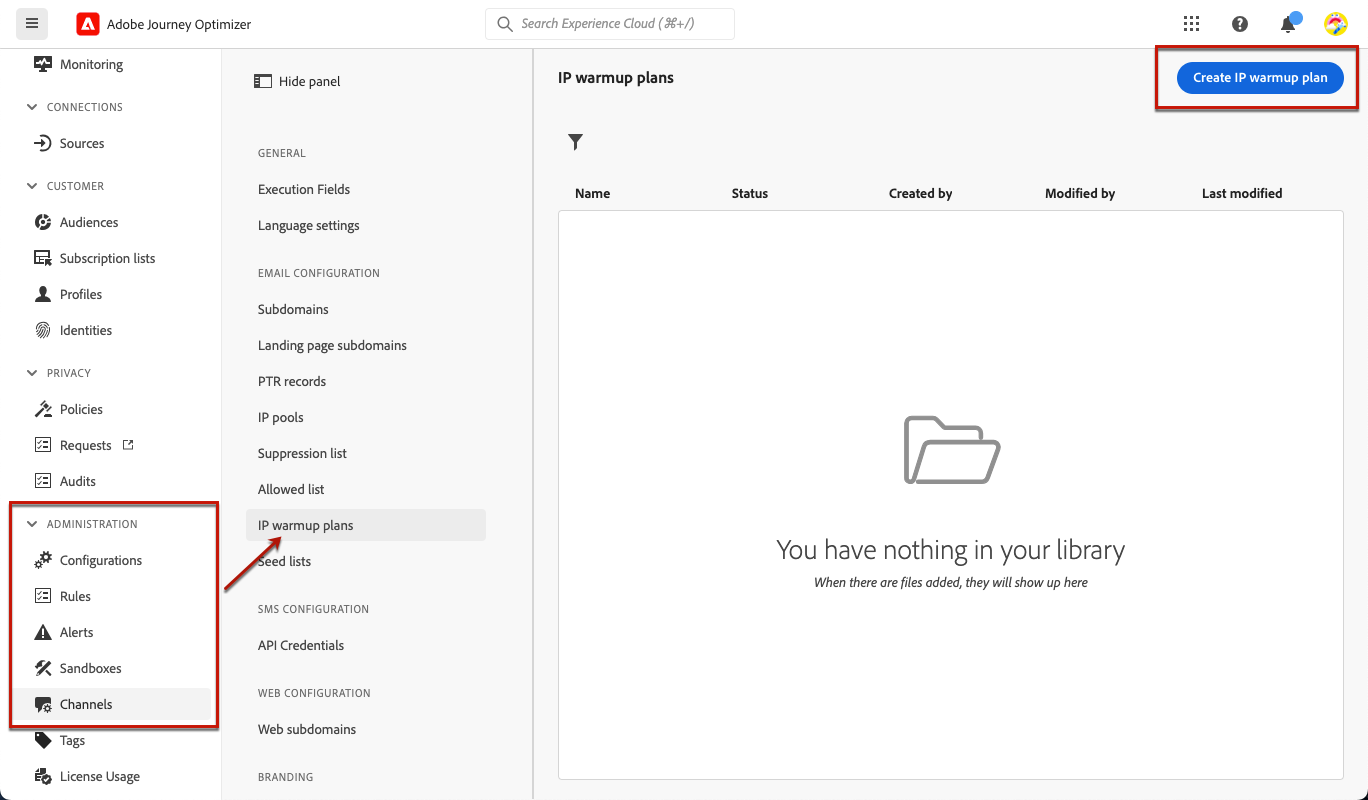 Adobe Journey Optimizer
Search Experience Cloud (⌘+/)
Monitoring
CONNECTIONS
Sources
CUSTOMER
Audiences
Subscription lists
Profiles
Identities
PRIVACY
Policies
Requests
Audits
ADMINISTRATION
Configurations
Rules
Alerts
Sandboxes
Channels
Tags
License Usage
Hide panel
GENERAL
Execution Fields
Language settings
EMAIL CONFIGURATION
Subdomains
Landing page subdomains
PTR records
IP pools
Suppression list
Allowed list
IP warmup plans
Seed lists
SMS CONFIGURATION
API Credentials
WEB CONFIGURATION
Web subdomains
BRANDING
IP warmup plans
Create IP warmup plan
Name Status Created by Modified by Last modified
You have nothing in your library
When there are files added, they will show up here